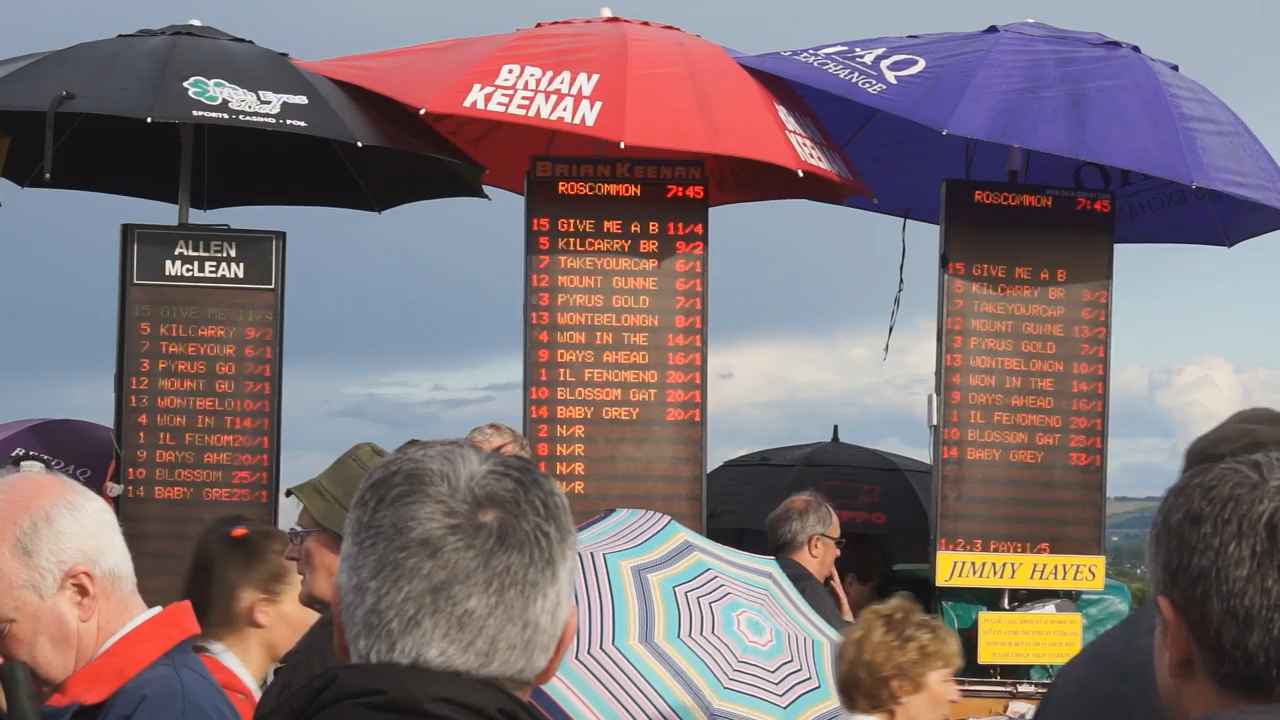 Irish Eyes
Bet
SPORTS • CASINO •
BRIAN
KEENAN
KEENAN
EXCHANGE
BETDAQ
ALLEN
McLEAN
15 GIVE ME 11/4
5 KILCARRY 9/2
7 TAKEYOUR 6/1
3 PYRUS GO 7/1
12 MOUNT GU 7/1
13 WONTBELO10/1
4 WON IN T14/1
1 IL FENOM20/1
9 DAYS AHE20/1
10 BLOSSOM 25/1
14 BABY GRE25/1
BRIAN KEENAN
ROSCOMMON 7:45
15 GIVE ME A B 11/4
5 KILCARRY BR 9/2
7 TAKEYOURCAP 6/1
12 MOUNT GUNNE 6/1
3 PYRUS GOLD 7/1
13 WONTBELONGN 8/1
4 WON IN THE 14/1
9 DAYS AHEAD 16/1
1 IL FENOMENO 20/1
10 BLOSSOM GAT 20/1
14 BABY GREY 20/1
2 N/R
8 N/R
N/R
N/R
ROSCOMMON 7:45
15 GIVE ME A B
5 KILCARRY BR 9/2
7 TAKEYOURCAP 6/1
12 MOUNT GUNNE 13/2
3 PYRUS GOLD 7/1
13 WONTBELONGN 10/1
4 WON IN THE 14/1
9 DAYS AHEAD 16/1
1 IL FENOMENO 20/1
10 BLOSSOM GAT 25/1
14 BABY GREY 33/1
1,2,3 PAY:1/5
JIMMY HAYES